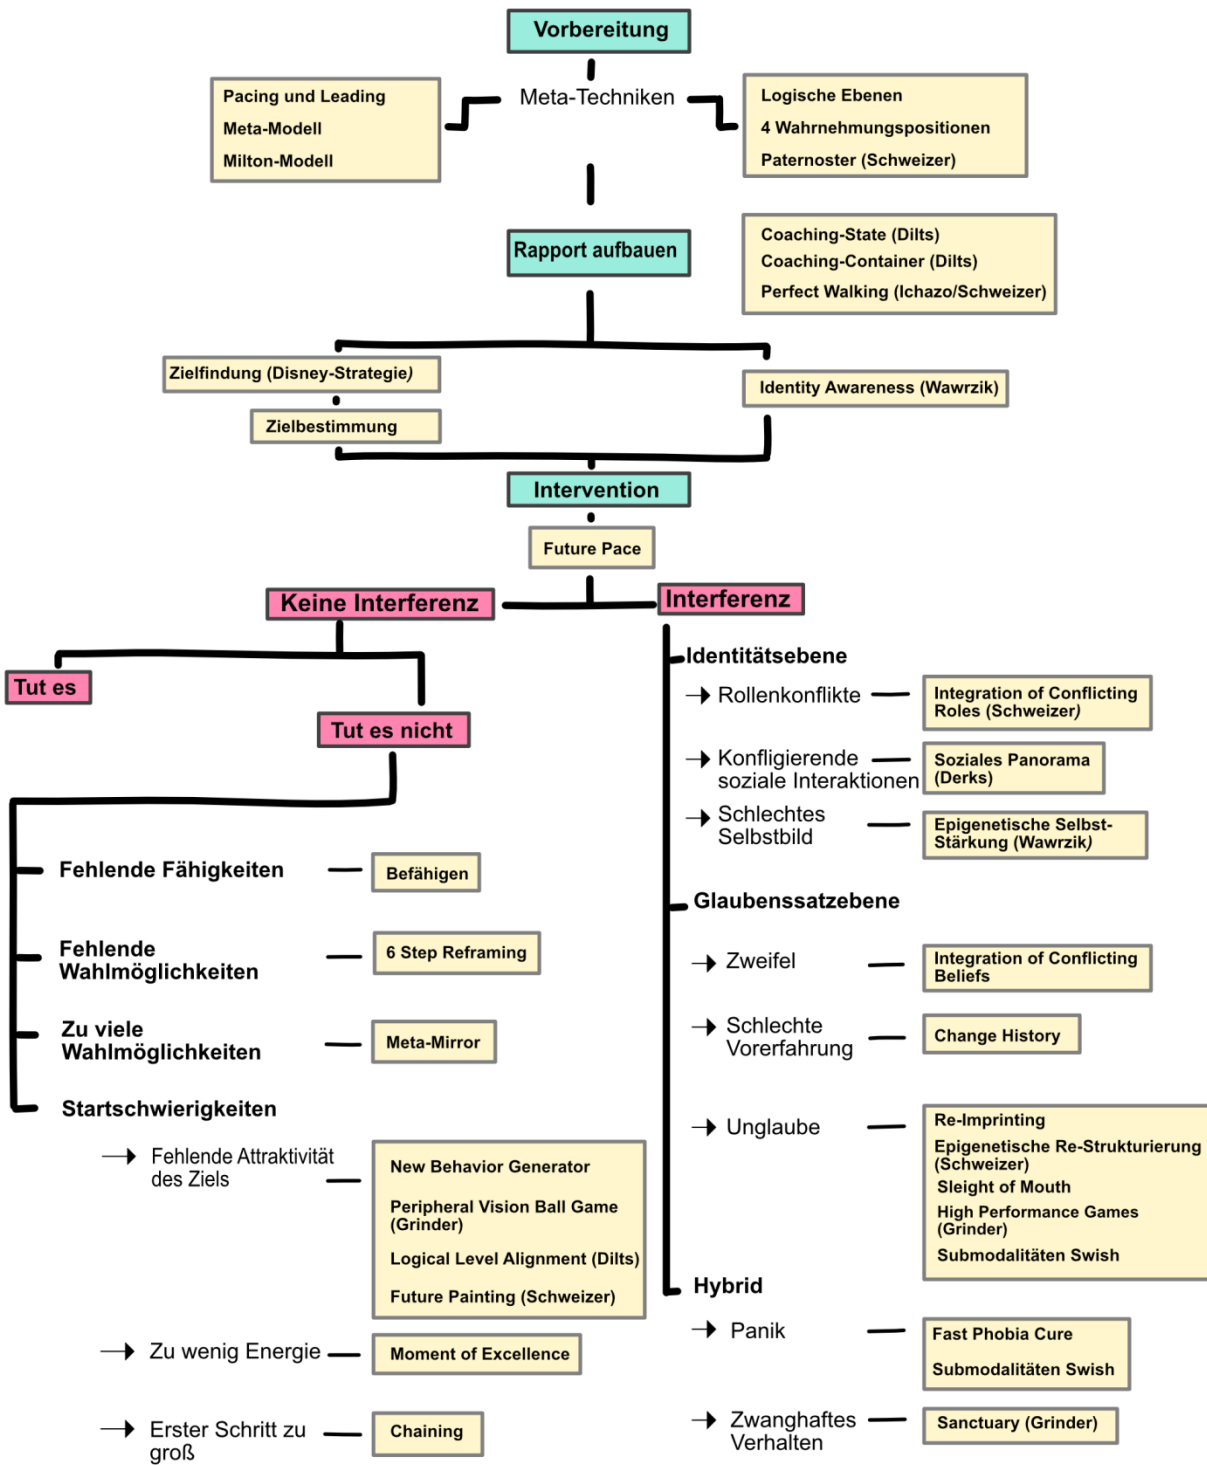 Vorbereitung
Meta-Techniken
Pacing und Leading
Meta-Modell
Milton-Modell
Logische Ebenen
4 Wahrnehmungspositionen
Paternoster (Schweizer)
Rapport aufbauen
Coaching-State (Dilts)
Coaching-Container (Dilts)
Perfect Walking (Ichazo/Schweizer)
Zielfindung (Disney-Strategie)
Zielbestimmung
Identity Awareness (Wawrzik)
Intervention
Future Pace
Keine Interferenz
Interferenz
Tut es
Tut es nicht
Fehlende Fähigkeiten
Befähigen
Fehlende
Wahlmöglichkeiten
6 Step Reframing
Zu viele
Wahlmöglichkeiten
Meta-Mirror
Startschwierigkeiten
Fehlende Attraktivität
des Ziels
New Behavior Generator
Peripheral Vision Ball Game
(Grinder)
Logical Level Alignment (Dilts)
Future Painting (Schweizer)
Zu wenig Energie
Moment of Excellence
Erster Schritt zu
groß
Chaining
Identitätsebene
Rollenkonflikte
Integration of Conflicting
Roles (Schweizer)
Konfligierende
soziale Interaktionen
Soziales Panorama
(Derks)
Schlechtes
Selbstbild
Epigenetische Selbst-
Stärkung (Wawrzik)
Glaubenssatzebene
Zweifel
Integration of Conflicting
Beliefs
Schlechte
Vorerfahrung
Change History
Unglaube
Re-Imprinting
Epigenetische Re-Strukturierung
(Schweizer)
Sleight of Mouth
High Performance Games
(Grinder)
Submodalitäten Swish
Hybrid
Panik
Fast Phobia Cure
Submodalitäten Swish
Zwanghaftes
Verhalten
Sanctuary (Grinder)